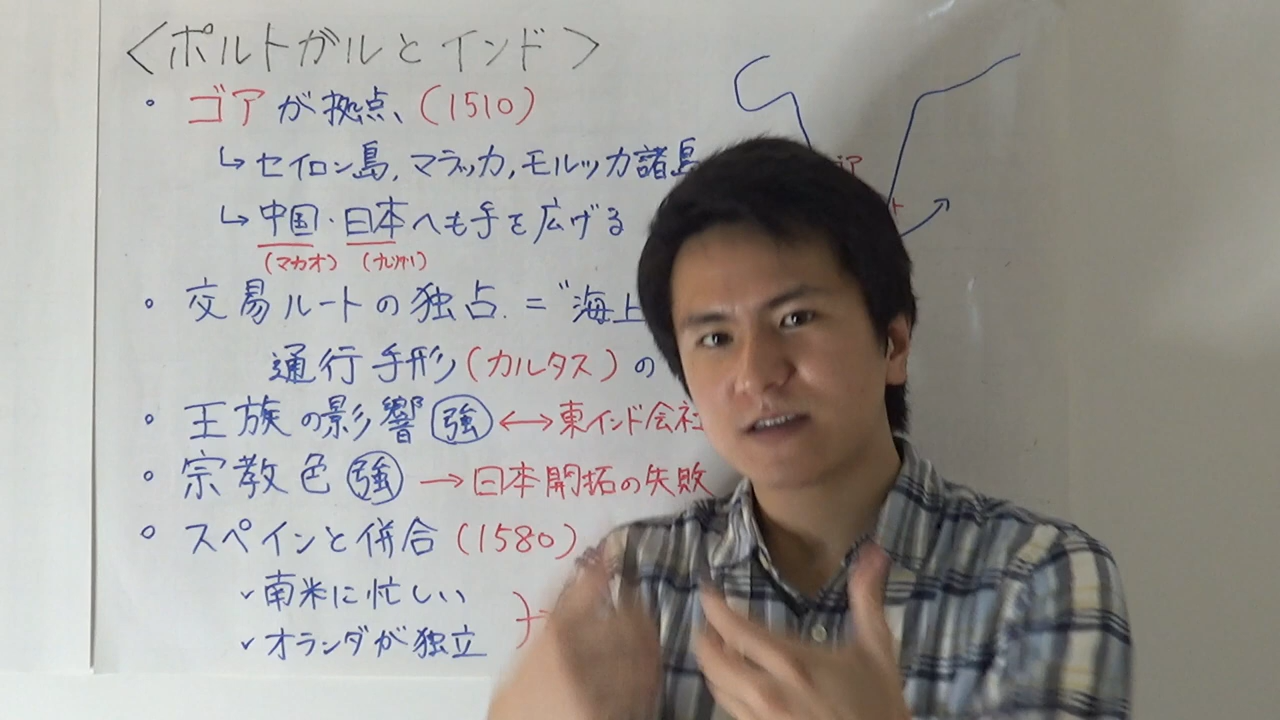 <ポルトガルとインド>
・ゴアが拠点、(1510)
↳セイロン島,マラッカ,モルッカ諸島
↳中国・日本へも手を広げる
(マカオ) (九州)
・交易ルートの独占.="海上
通行手形(カルタス)の
・王族の影響強↔東インド会社
・宗教色強→日本開拓の失敗
・スペインと併合(1580)
✓南米に忙しい
✓オランダが独立